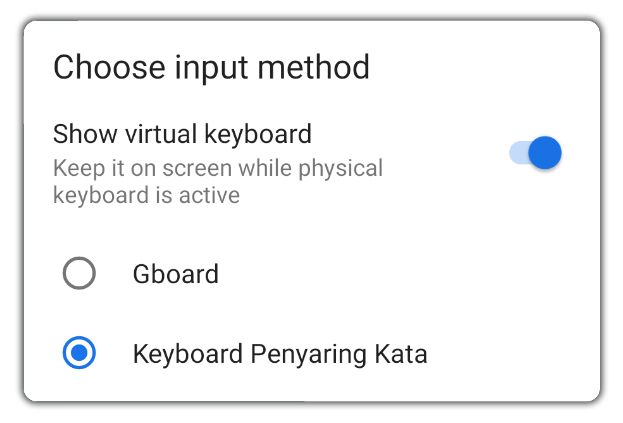 Choose input method
Show virtual keyboard
Keep it on screen while physical
keyboard is active
Gboard
Keyboard Penyaring Kata